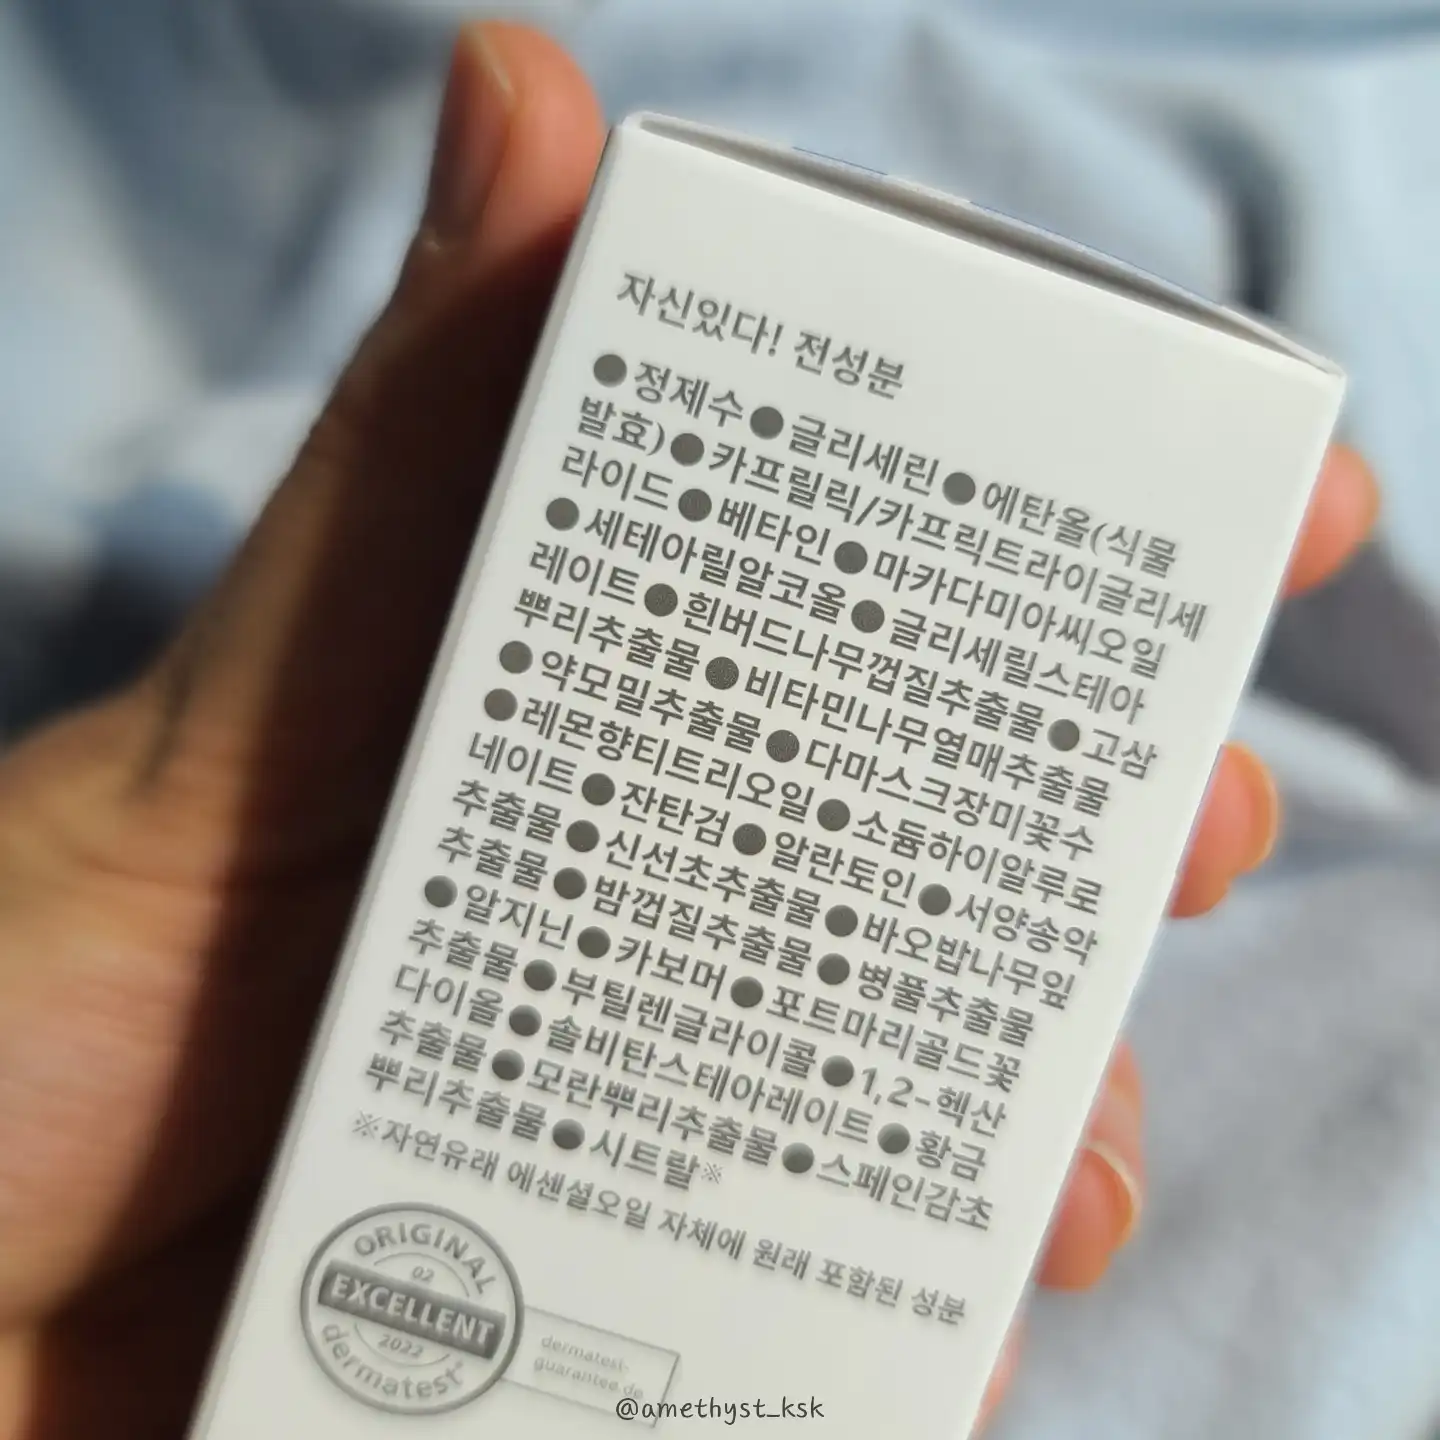 자신있다! 전성분
●정제수●글리세린●에탄올(식물
발효)●카프릴릭/카프릭트라이글리세
라이드●베타인●마카다미아씨오일
●세테아릴알코올●글리세릴스테아
레이트●흰버드나무껍질추출물●고삼
뿌리추출물●비타민나무열매추출물
●약모밀추출물●다마스크장미꽃수
●레몬향티트리오일●소듐하이알루로
네이트●잔탄검●알란토인●서양송악
추출물●신선초추출물●바오밥나무잎
추출물●밤껍질추출물●병풀추출물
●알지닌●카보머●포트마리골드꽃
추출물●부틸렌글라이콜●1,2-헥산
다이올●솔비탄스테아레이트●황금
추출물●모란뿌리추출물●스페인감초
뿌리추출물●시트랄※
※자연유래 에센셜오일 자체에 원래 포함된 성분
ORIGINAL
02
EXCELLENT
2022
dermatest
dermatest-
guarantee.de
@amethyst_ksk